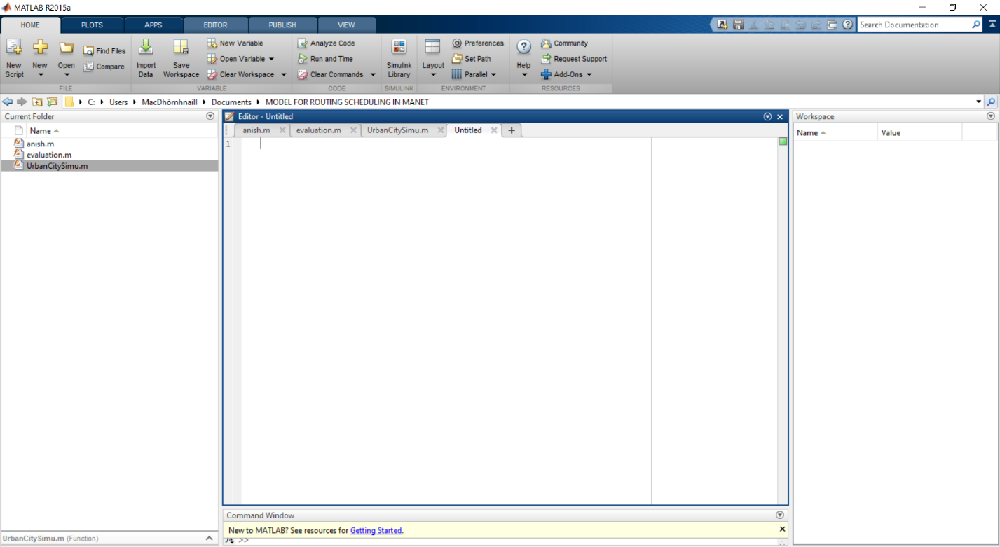 MATLAB R2015a
HOME PLOTS APPS EDITOR PUBLISH VIEW
Search Documentation
New Script
New
Open
Find Files
Compare
FILE
Import Data
Save Workspace
New Variable
Open Variable
Clear Workspace
VARIABLE
Analyze Code
Run and Time
Clear Commands
CODE
Simulink Library
SIMULINK
Layout
Preferences
Set Path
Parallel
ENVIRONMENT
Help
Community
Request Support
Add-Ons
RESOURCES
C: Users MacDhòmhnaill Documents MODEL FOR ROUTING SCHEDULING IN MANET
Current Folder
Name
anish.m
evaluation.m
UrbanCitySimu.m
UrbanCitySimu.m (Function)
Editor - Untitled
anish.m evaluation.m UrbanCitySimu.m Untitled +
1
Command Window
New to MATLAB? See resources for Getting Started.
fx >>
Workspace
Name Value